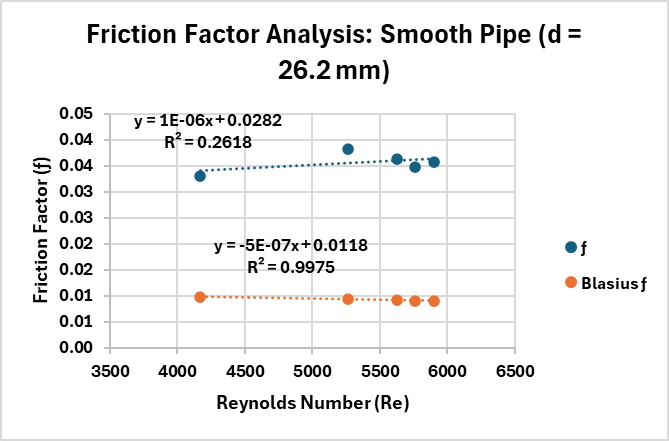 Friction Factor Analysis: Smooth Pipe (d =
26.2 mm)
y = 1E-06x + 0.0282
R² = 0.2618
y = -5E-07x + 0.0118
R² = 0.9975
Friction Factor (ƒ)
0.05
0.04
0.04
0.03
0.03
0.02
0.02
0.01
0.01
0.00
3500 4000 4500 5000 5500 6000 6500
Reynolds Number (Re)
ƒ
Blasius ƒ